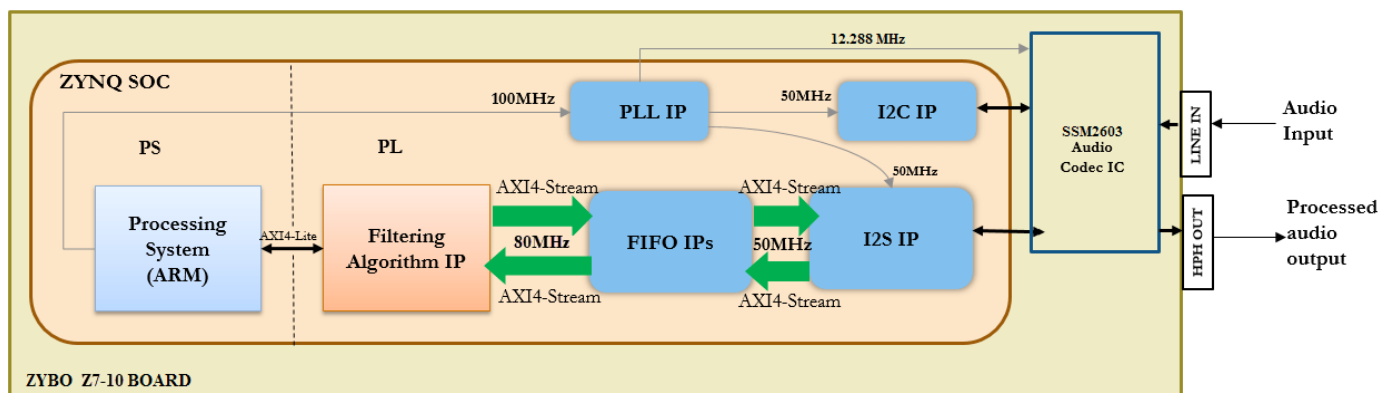 12.288 MHz
ZYNQ SOC
100MHz
PLL IP
50MHz
I2C IP
SSM2603
Audio
Codec IC
LINE IN
Audio
Input
PS
PL
50MHz
AXI4-Stream
AXI4-Stream
Processing
System
(ARM)
AXI4-Lite
Filtering
Algorithm IP
80MHz
FIFO IPs
50MHz
I2S IP
HPH OUT
Processed
audio
output
AXI4-Stream
AXI4-Stream
ZYBO Z7-10 BOARD